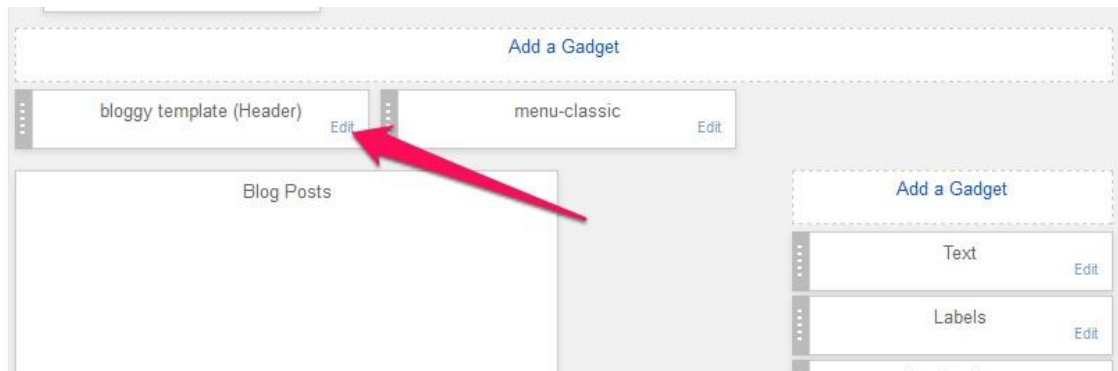 Add a Gadget
bloggy template (Header)
Edit
menu-classic
Edit
Blog Posts
Add a Gadget
Text
Edit
Labels
Edit